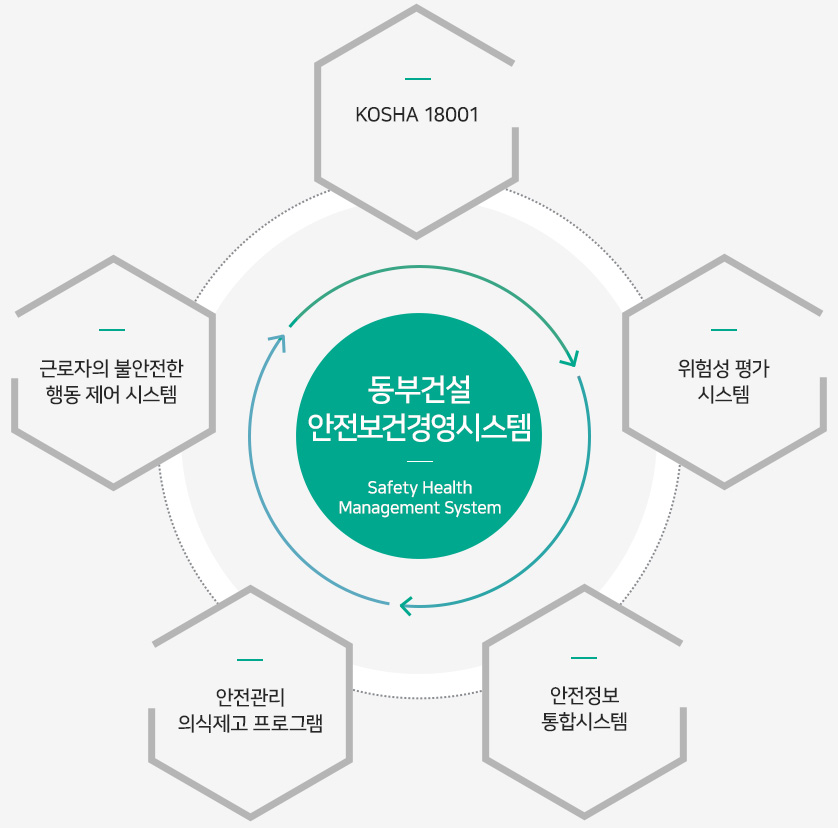 KOSHA 18001
근로자의 불안전한
행동 제어 시스템
위험성 평가
시스템
동부건설
안전보건경영시스템
Safety Health
Management System
안전관리
의식제고 프로그램
안전정보
통합시스템